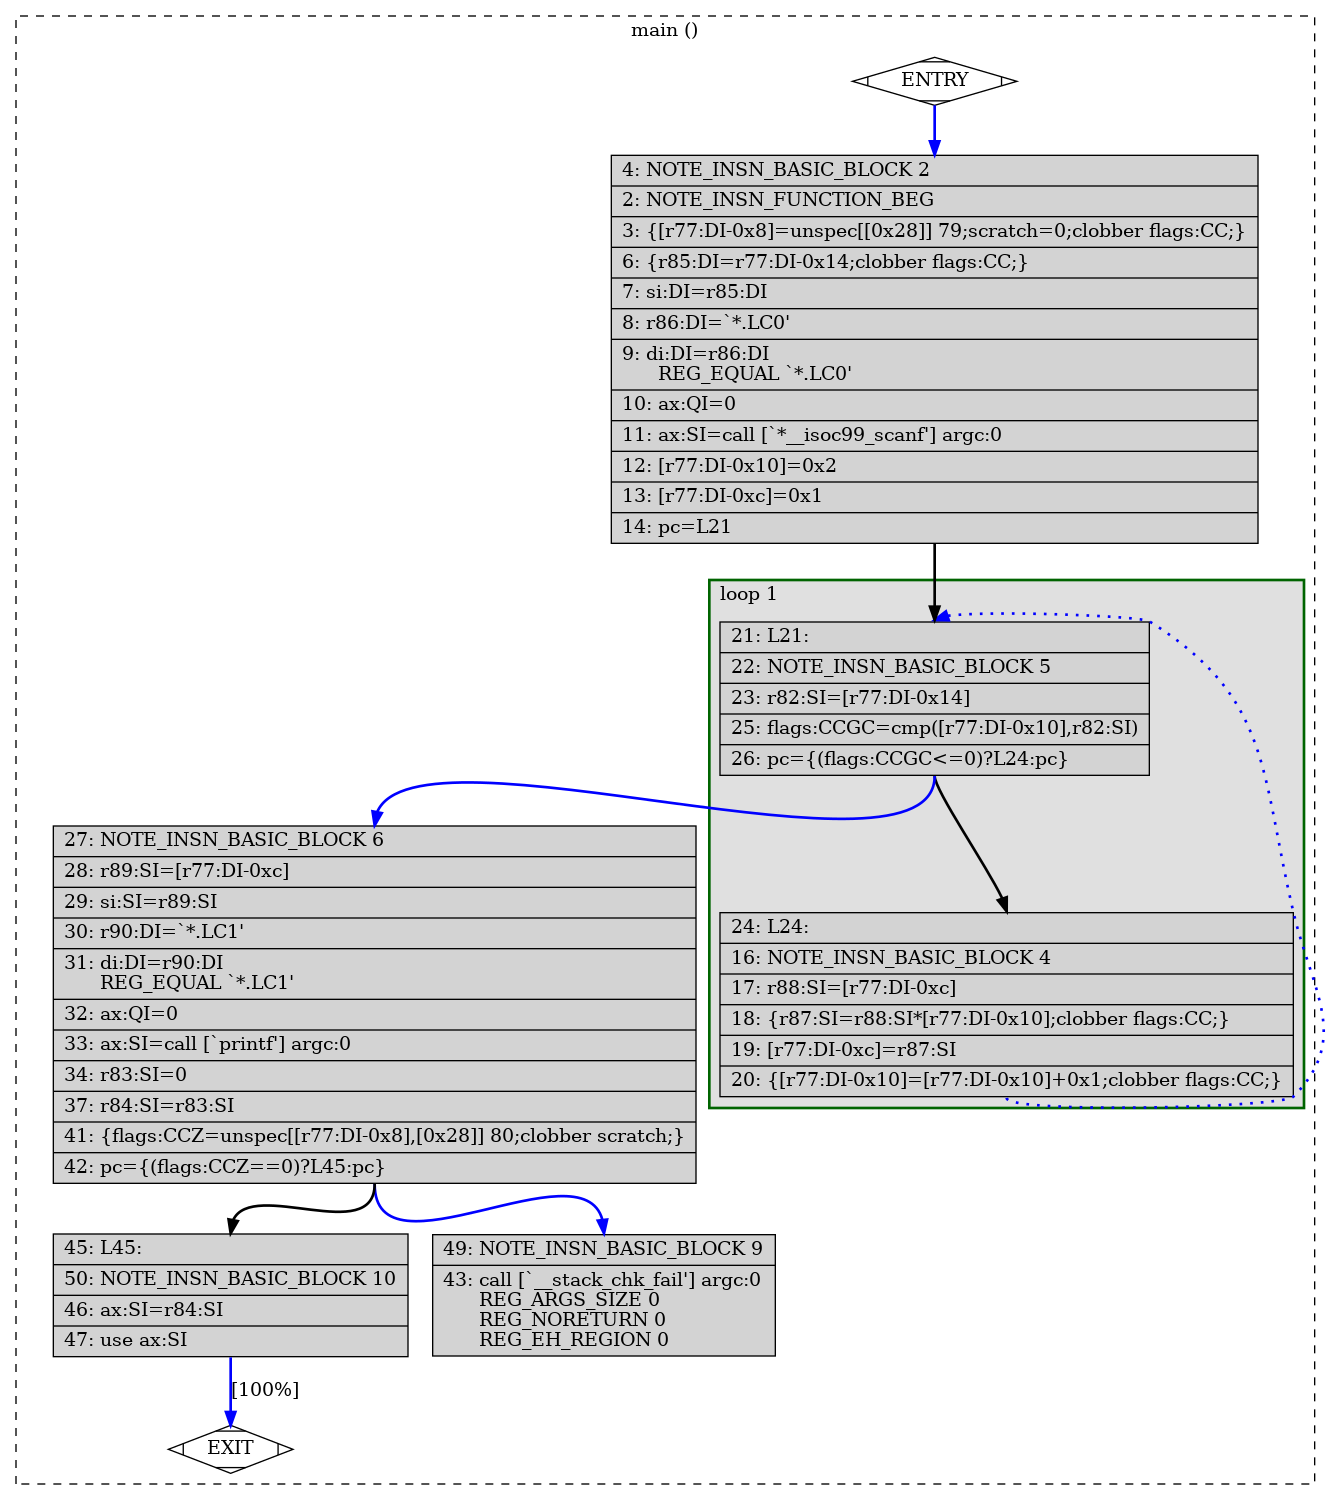 main ()
ENTRY
4: NOTE_INSN_BASIC_BLOCK 2
2: NOTE_INSN_FUNCTION_BEG
3: {[r77:DI-0x8]=unspec[[0x28]] 79;scratch=0;clobber flags:CC;}
6: {r85:DI=r77:DI-0x14;clobber flags:CC;}
7: si:DI=r85:DI
8: r86:DI=`*.LC0'
9: di:DI=r86:DI
REG_EQUAL `*.LC0'
10: ax:QI=0
11: ax:SI=call [`*__isoc99_scanf'] argc:0
12: [r77:DI-0x10]=0x2
13: [r77:DI-0xc]=0x1
14: pc=L21
loop 1
21: L21:
22: NOTE_INSN_BASIC_BLOCK 5
23: r82:SI=[r77:DI-0x14]
25: flags:CCGC=cmp([r77:DI-0x10],r82:SI)
26: pc={(flags:CCGC<=0)?L24:pc}
27: NOTE_INSN_BASIC_BLOCK 6
28: r89:SI=[r77:DI-0xc]
29: si:SI=r89:SI
30: r90:DI=`*.LC1'
31: di:DI=r90:DI
REG_EQUAL `*.LC1'
32: ax:QI=0
33: ax:SI=call [`printf'] argc:0
34: r83:SI=0
37: r84:SI=r83:SI
41: {flags:CCZ=unspec[[r77:DI-0x8],[0x28]] 80;clobber scratch;}
42: pc={(flags:CCZ==0)?L45:pc}
24: L24:
16: NOTE_INSN_BASIC_BLOCK 4
17: r88:SI=[r77:DI-0xc]
18: {r87:SI=r88:SI*[r77:DI-0x10];clobber flags:CC;}
19: [r77:DI-0xc]=r87:SI
20: {[r77:DI-0x10]=[r77:DI-0x10]+0x1;clobber flags:CC;}
45: L45:
50: NOTE_INSN_BASIC_BLOCK 10
46: ax:SI=r84:SI
47: use ax:SI
49: NOTE_INSN_BASIC_BLOCK 9
43: call [`__stack_chk_fail'] argc:0
REG_ARGS_SIZE 0
REG_NORETURN 0
REG_EH_REGION 0
[100%]
EXIT